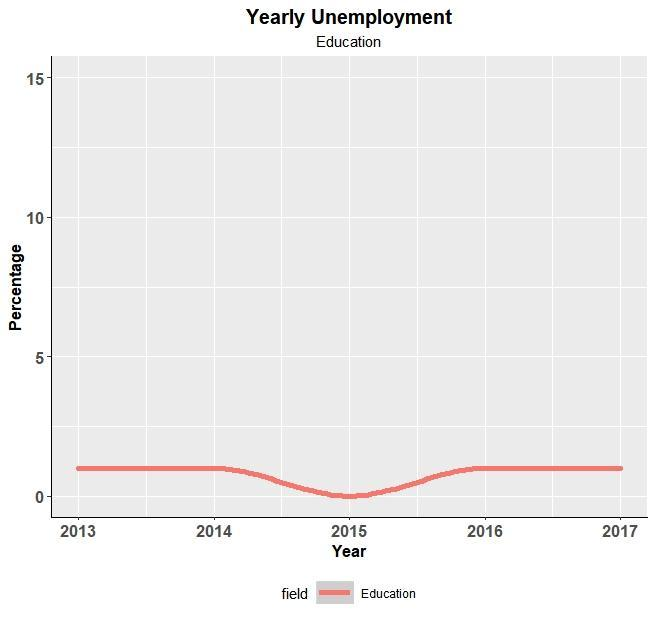 Yearly Unemployment
Education
15
10
5
0
Percentage
2013 2014 2015 2016 2017
Year
field Education